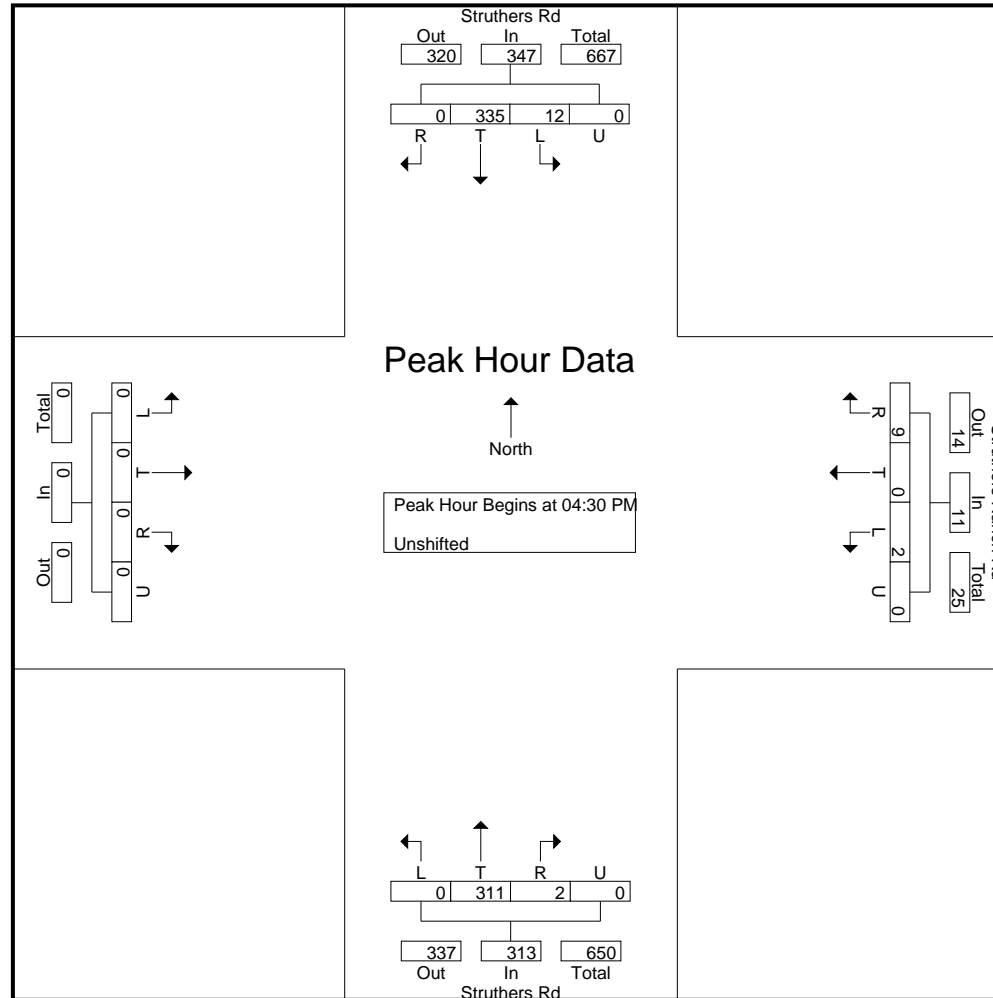 Struthers Rd
Out In Total
320 347 667
0 335 12 0
R T L U
Peak Hour Data
North
Peak Hour Begins at 04:30 PM
Unshifted
Total In Out
0 0 0
0 0 0 0
L T R U
R T L U
9 0 2 0
Out In Total
14 11 25
L T R U
0 311 2 0
337 313 650
Out In Total
Struthers Rd